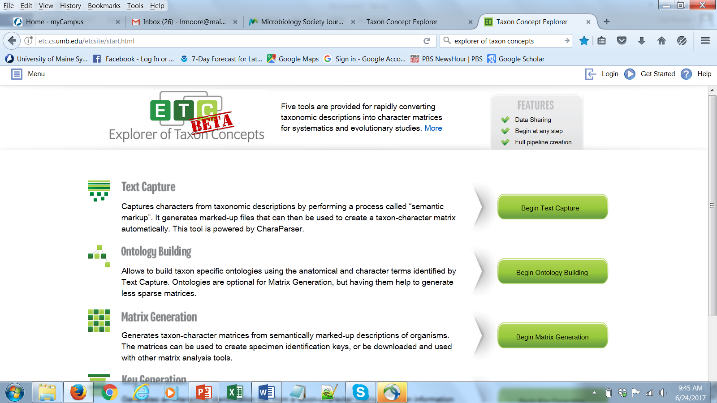 File Edit View History Bookmarks Tools Help
Home - myCampus
Inbox (26) - lrmoore@mail...
Microbiology Society Jour...
Taxon Concept Explorer
Taxon Concept Explorer
etc.cs.umb.edu/etcsite/start.html
explorer of taxon concepts
University of Maine Sy...
Facebook - Log In or ...
7-Day Forecast for Lat...
Google Maps
Sign in - Google Acco...
PBS NewsHour | PBS
Google Scholar
Menu
Login
Get Started
Help
ETC
BETA
Explorer of Taxon Concepts
Five tools are provided for rapidly converting
taxonomic descriptions into character matrices
for systematics and evolutionary studies. More
FEATURES
Data Sharing
Begin at any step
Full pipeline creation
Text Capture
Captures characters from taxonomic descriptions by performing a process called "semantic
markup". It generates marked-up files that can then be used to create a taxon-character matrix
automatically. This tool is powered by CharaParser.
Begin Text Capture
Ontology Building
Allows to build taxon specific ontologies using the anatomical and character terms identified by
Text Capture. Ontologies are optional for Matrix Generation, but having them help to generate
less sparse matrices.
Begin Ontology Building
Matrix Generation
Generates taxon-character matrices from semantically marked-up descriptions of organisms.
The matrices can be used to create specimen identification keys, or be downloaded and used
with other matrix analysis tools.
Begin Matrix Generation
Key Generation
9:45 AM
6/24/2017